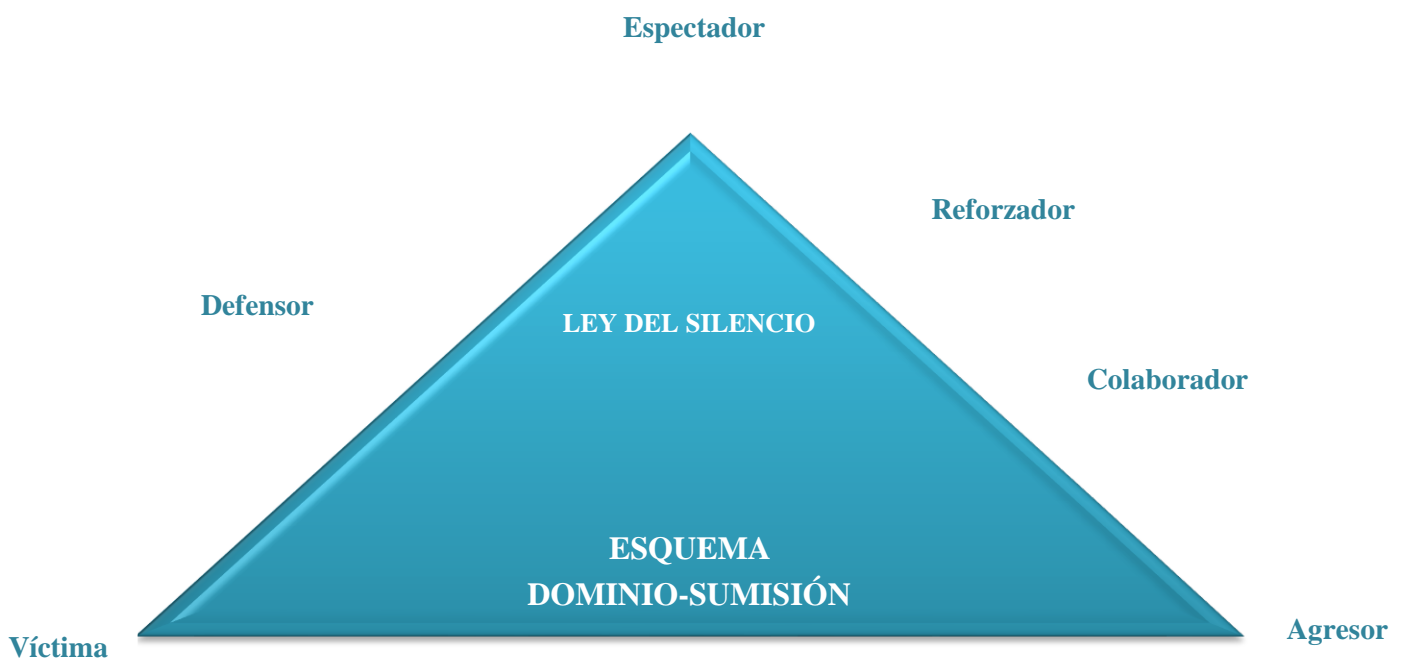 Espectador
Reforzador
Defensor
LEY DEL SILENCIO
Colaborador
ESQUEMA
DOMINIO-SUMISIÓN
Agresor
Víctima